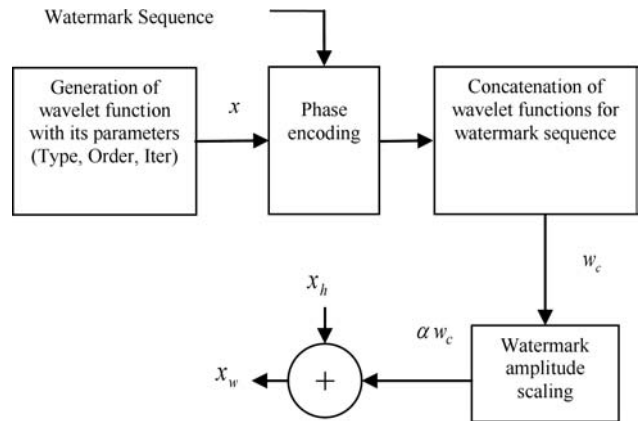 Watermark Sequence
Generation of
wavelet function
with its parameters
(Type, Order, Iter)
x
Phase
encoding
Concatenation of
wavelet functions for
watermark sequence
w_c
x_h
α w_c
Watermark
amplitude
scaling
x_w
+